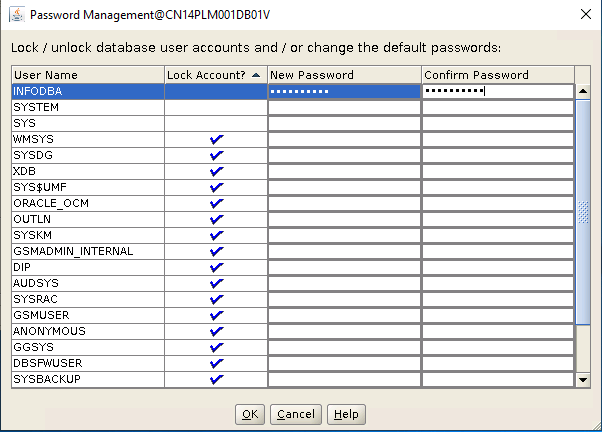 Password Management@CN14PLM001DB01V
Lock / unlock database user accounts and / or change the default passwords:
User Name Lock Account? New Password Confirm Password
INFODBA •••••••••• ••••••••••
SYSTEM
SYS
WMSYS
SYSDG
XDB
SYS$UMF
ORACLE_OCM
OUTLN
SYSKM
GSMADMIN_INTERNAL
DIP
AUDSYS
SYSRAC
GSMUSER
ANONYMOUS
GGSYS
DBSFWUSER
SYSBACKUP
OK Cancel Help